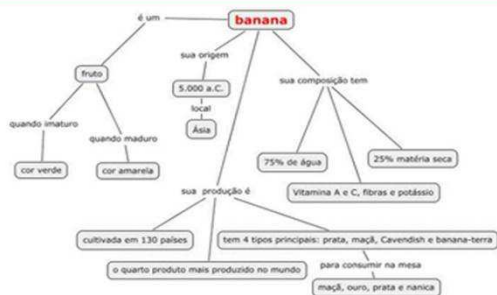 é um
banana
sua origem
fruto
5.000 a.C.
sua composição tem
local
quando imaturo
Ásia
quando maduro
75% de água
25% matéria seca
cor verde
cor amarela
sua produção é
Vitamina A e C, fibras e potássio
cultivada em 130 países
tem 4 tipos principais: prata, maçã, Cavendish e banana-terra
o quarto produto mais produzido no mundo
para consumir na mesa
maçã, ouro, prata e nanica